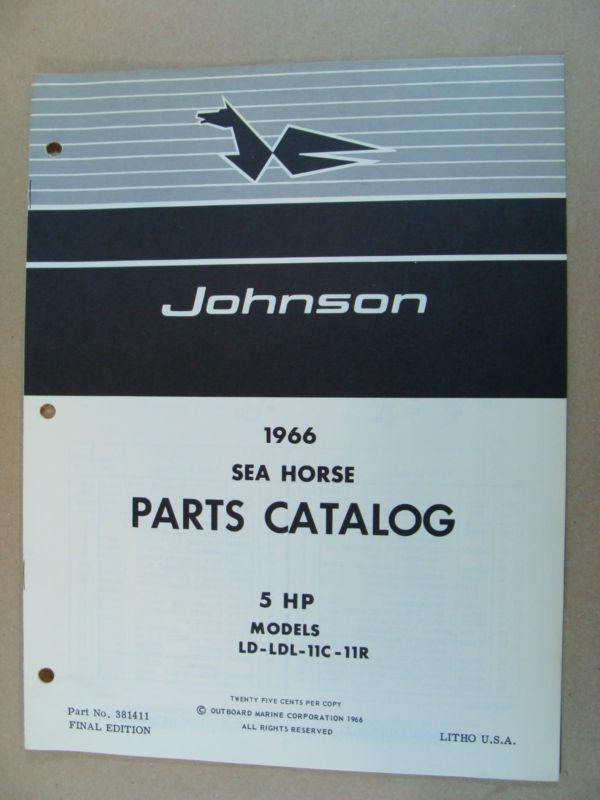 Johnson
1966
SEA HORSE
PARTS CATALOG
5 HP
MODELS
LD-LDL-11C-11R
TWENTY FIVE CENTS PER COPY
© OUTBOARD MARINE CORPORATION 1966
ALL RIGHTS RESERVED
Part No. 381411
FINAL EDITION
LITHO U.S.A.